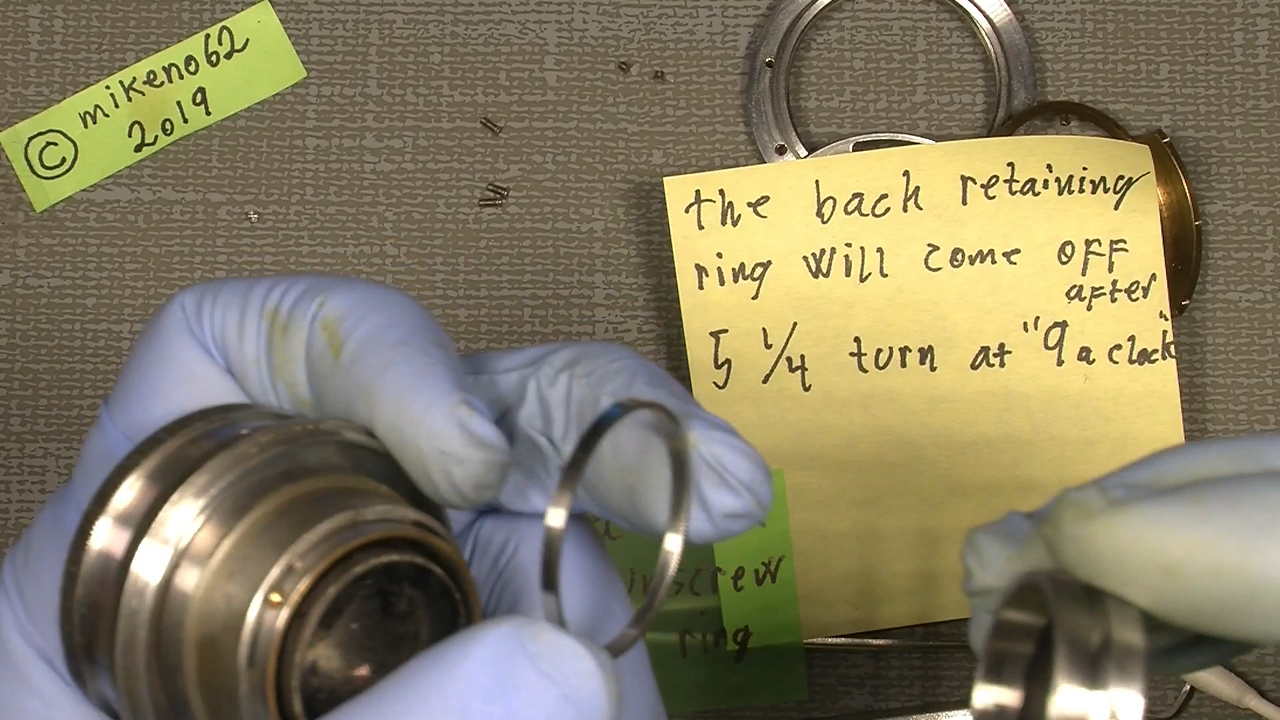 © mikeno62
2019
the back retaining
ring will come OFF
after
5 1/4 turn at "9 a clock"
unscrew
ring